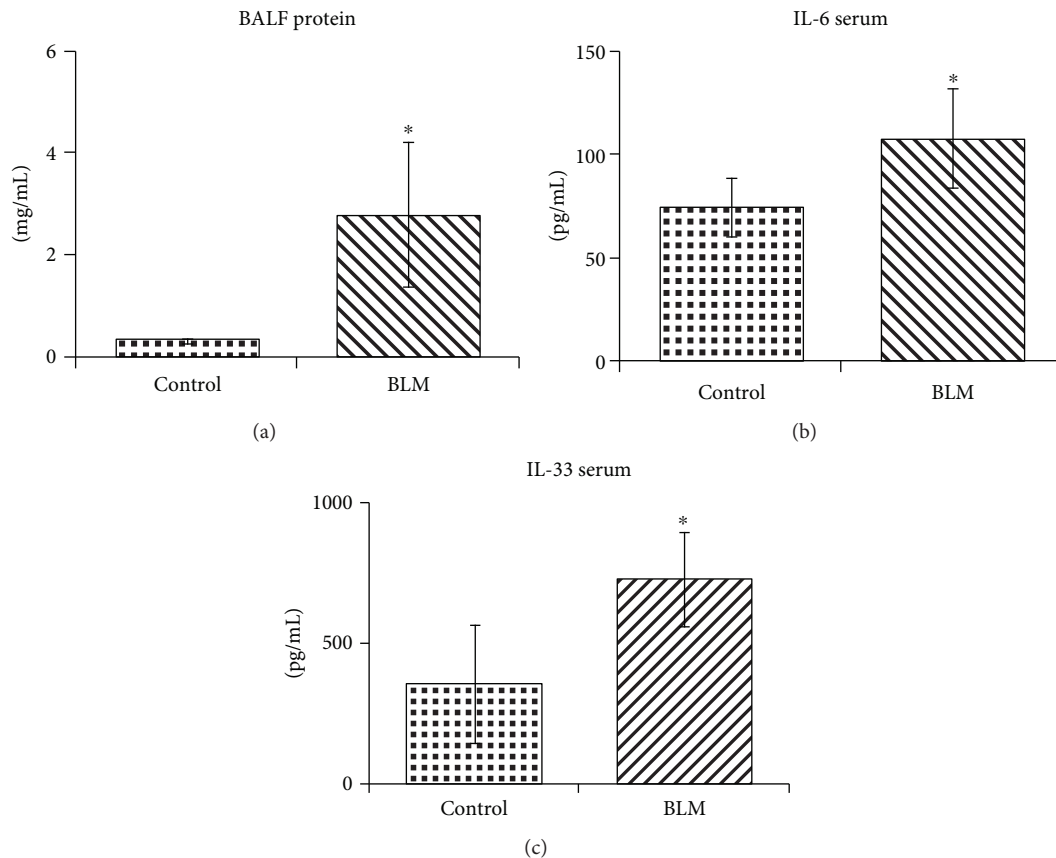 BALF protein
6
4
2
0
(mg/mL)
*
Control
BLM
(a)
IL-6 serum
150
100
50
0
(pg/mL)
*
Control
BLM
(b)
IL-33 serum
1000
500
0
(pg/mL)
*
Control
BLM
(c)